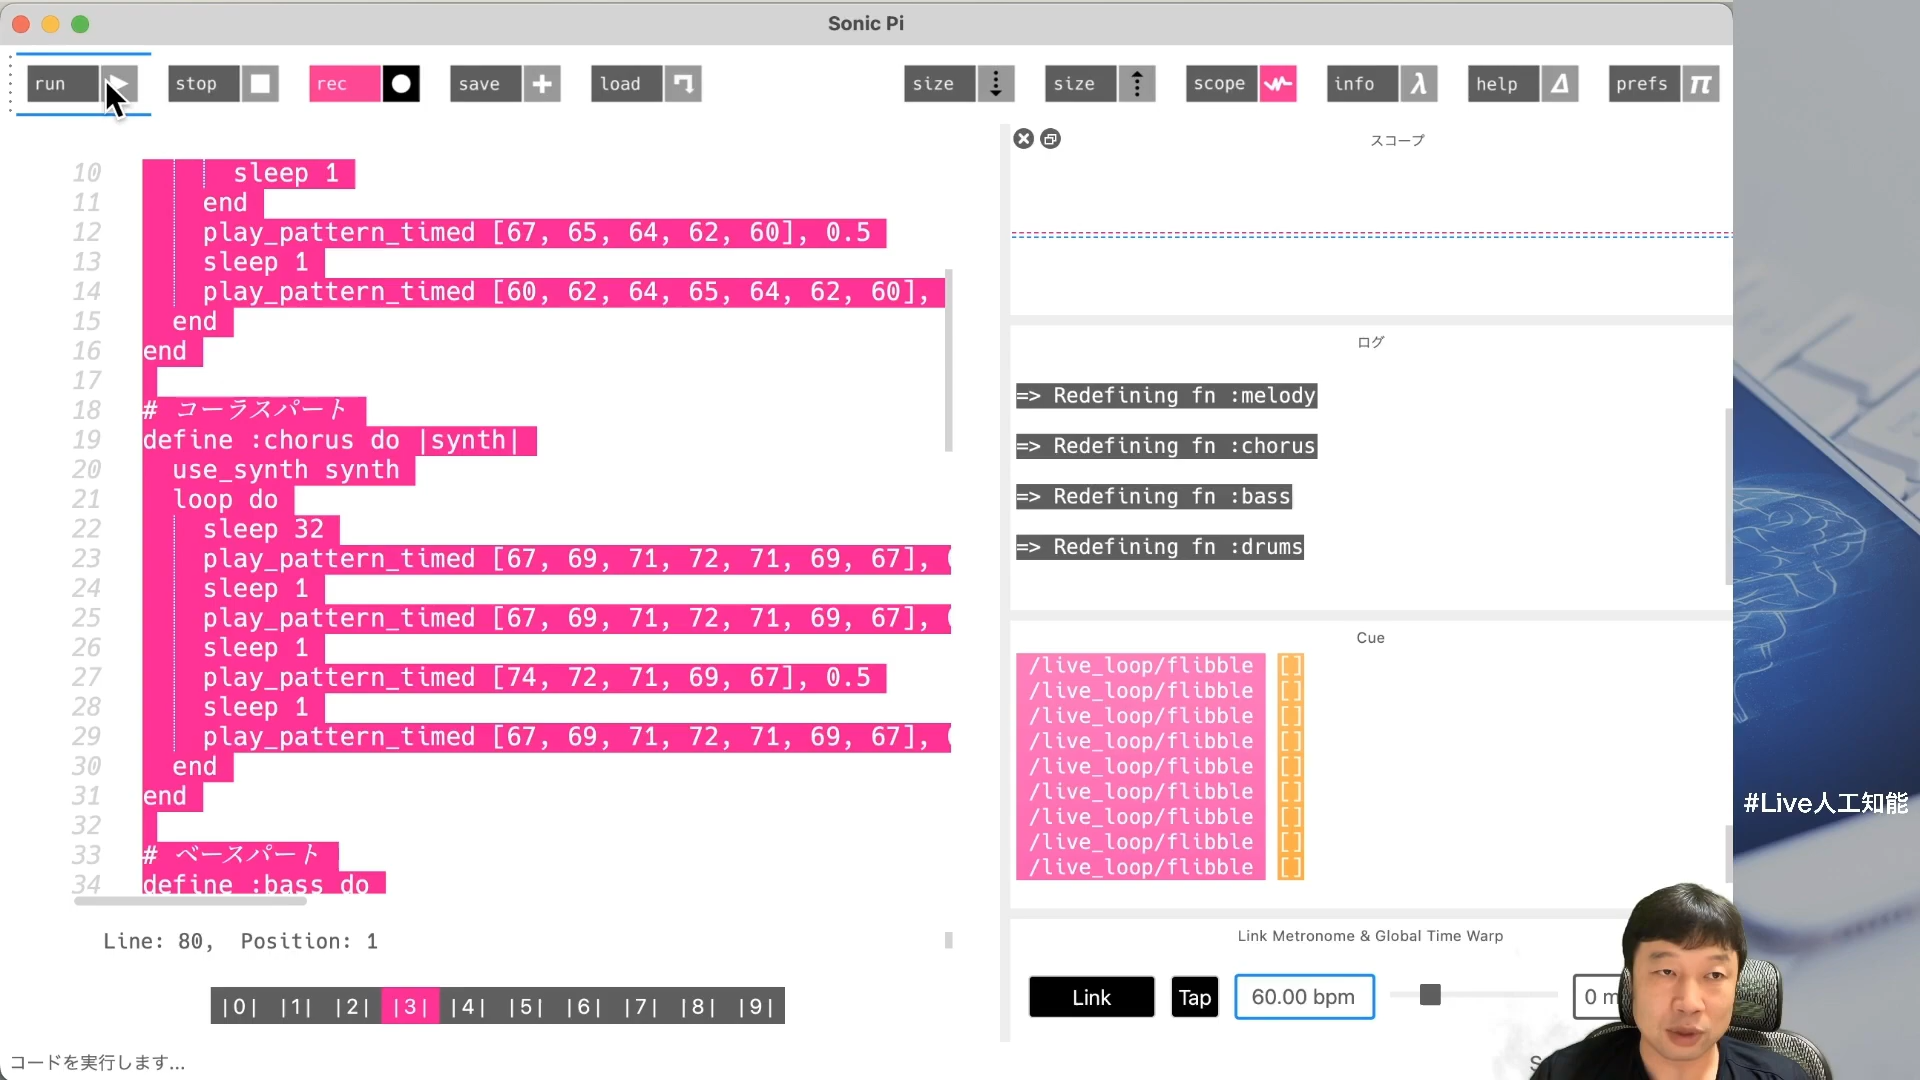 Sonic Pi
run
stop
rec
save
load
size
size
scope
info
help
prefs
10 sleep 1
11 end
12 play_pattern_timed [67, 65, 64, 62, 60], 0.5
13 sleep 1
14 play_pattern_timed [60, 62, 64, 65, 64, 62, 60],
15 end
16 end
17
18 # コーラスパート
19 define :chorus do |synth|
20 use_synth synth
21 loop do
22 sleep 32
23 play_pattern_timed [67, 69, 71, 72, 71, 69, 67],
24 sleep 1
25 play_pattern_timed [67, 69, 71, 72, 71, 69, 67],
26 sleep 1
27 play_pattern_timed [74, 72, 71, 69, 67], 0.5
28 sleep 1
29 play_pattern_timed [67, 69, 71, 72, 71, 69, 67],
30 end
31 end
32
33 # ベースパート
34 define :bass do
Line: 80, Position: 1
|0| |1| |2| |3| |4| |5| |6| |7| |8| |9|
コードを実行します...
スコープ
ログ
=> Redefining fn :melody
=> Redefining fn :chorus
=> Redefining fn :bass
=> Redefining fn :drums
Cue
/live_loop/flibble []
/live_loop/flibble []
/live_loop/flibble []
/live_loop/flibble []
/live_loop/flibble []
/live_loop/flibble []
/live_loop/flibble []
/live_loop/flibble []
/live_loop/flibble []
Link Metronome & Global Time Warp
Link
Tap
60.00 bpm
0
#Live人工知能